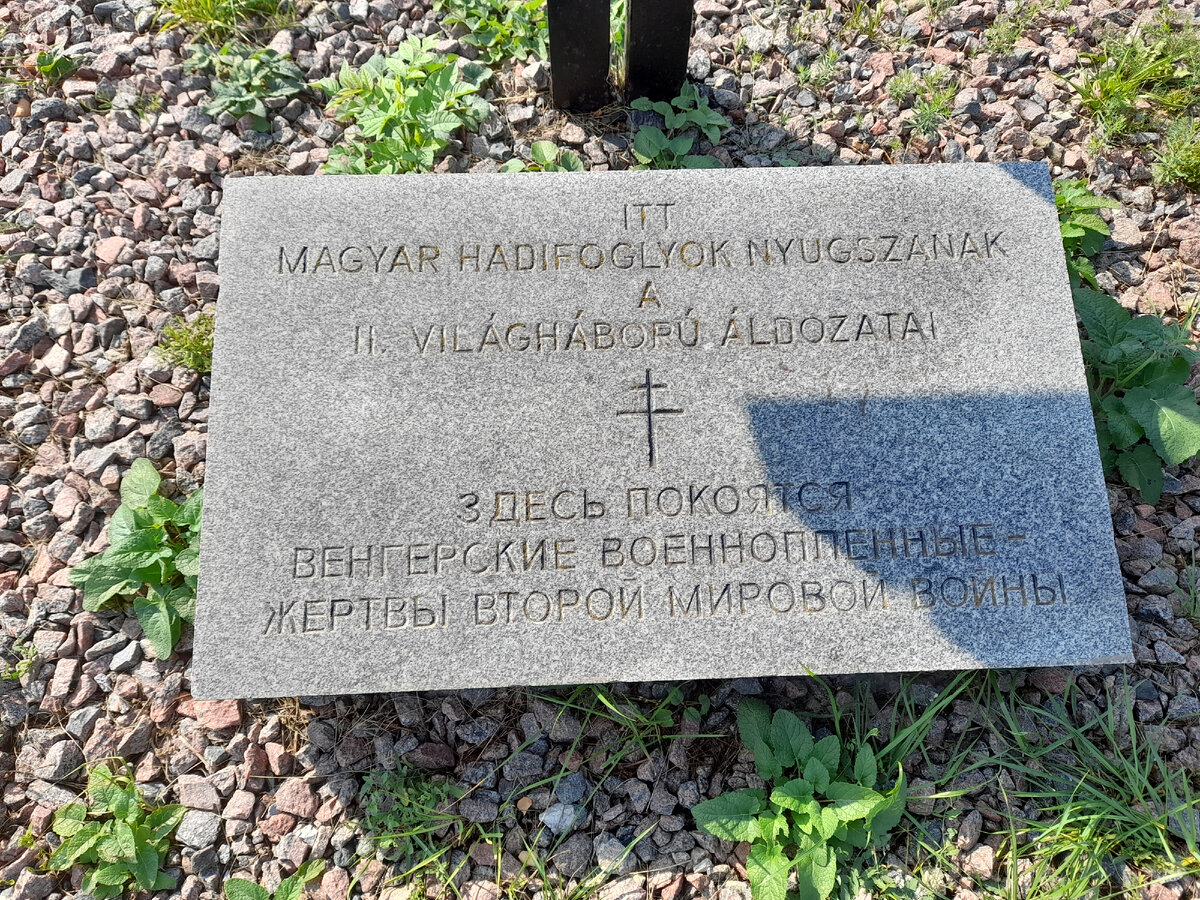 ITT
MAGYAR HADIFOGLYOK NYUGSZANAK
A
II. VILÁGHÁBORÚ ÁLDOZATAI
ЗДЕСЬ ПОКОЯТСЯ
ВЕНГЕРСКИЕ ВОЕННОПЛЕННЫЕ -
ЖЕРТВЫ ВТОРОЙ МИРОВОЙ ВОЙНЫ